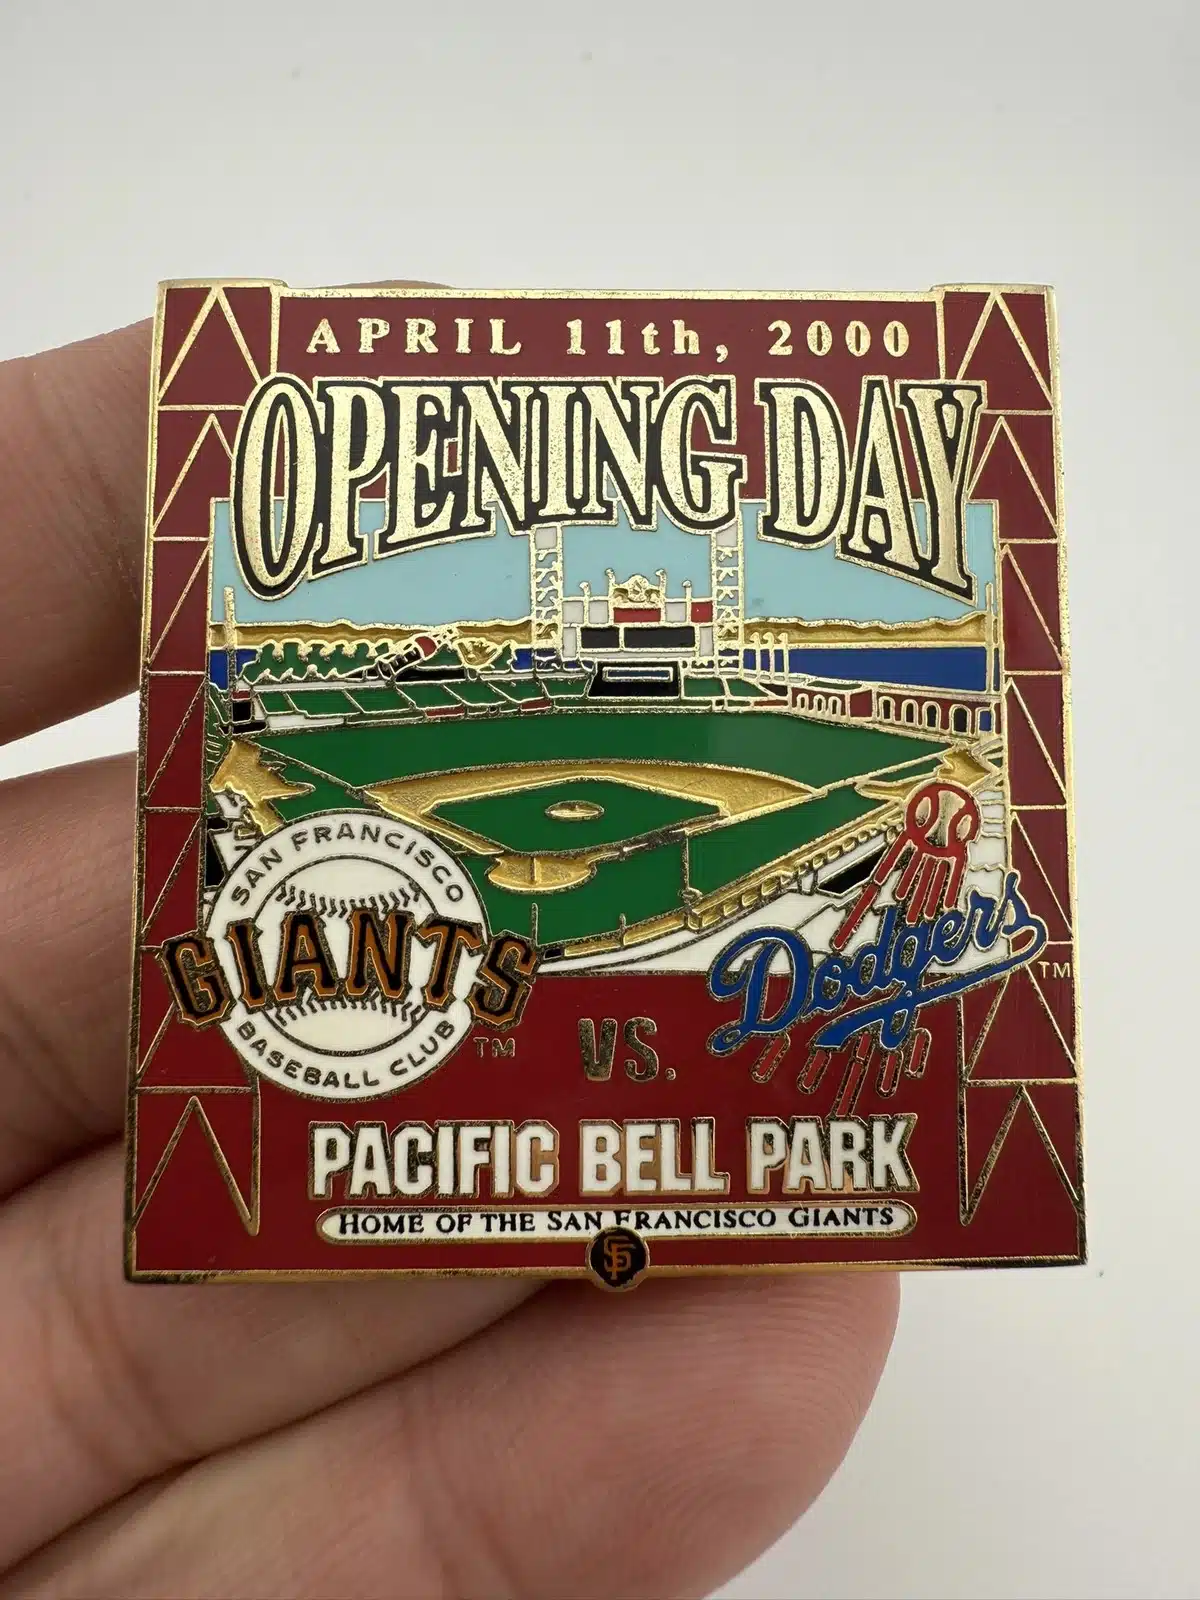 APRIL 11th, 2000
OPENING DAY
SAN FRANCISCO
GIANTS
BASEBALL CLUB
TM
Dodgers
TM
VS.
PACIFIC BELL PARK
HOME OF THE SAN FRANCISCO GIANTS
SF